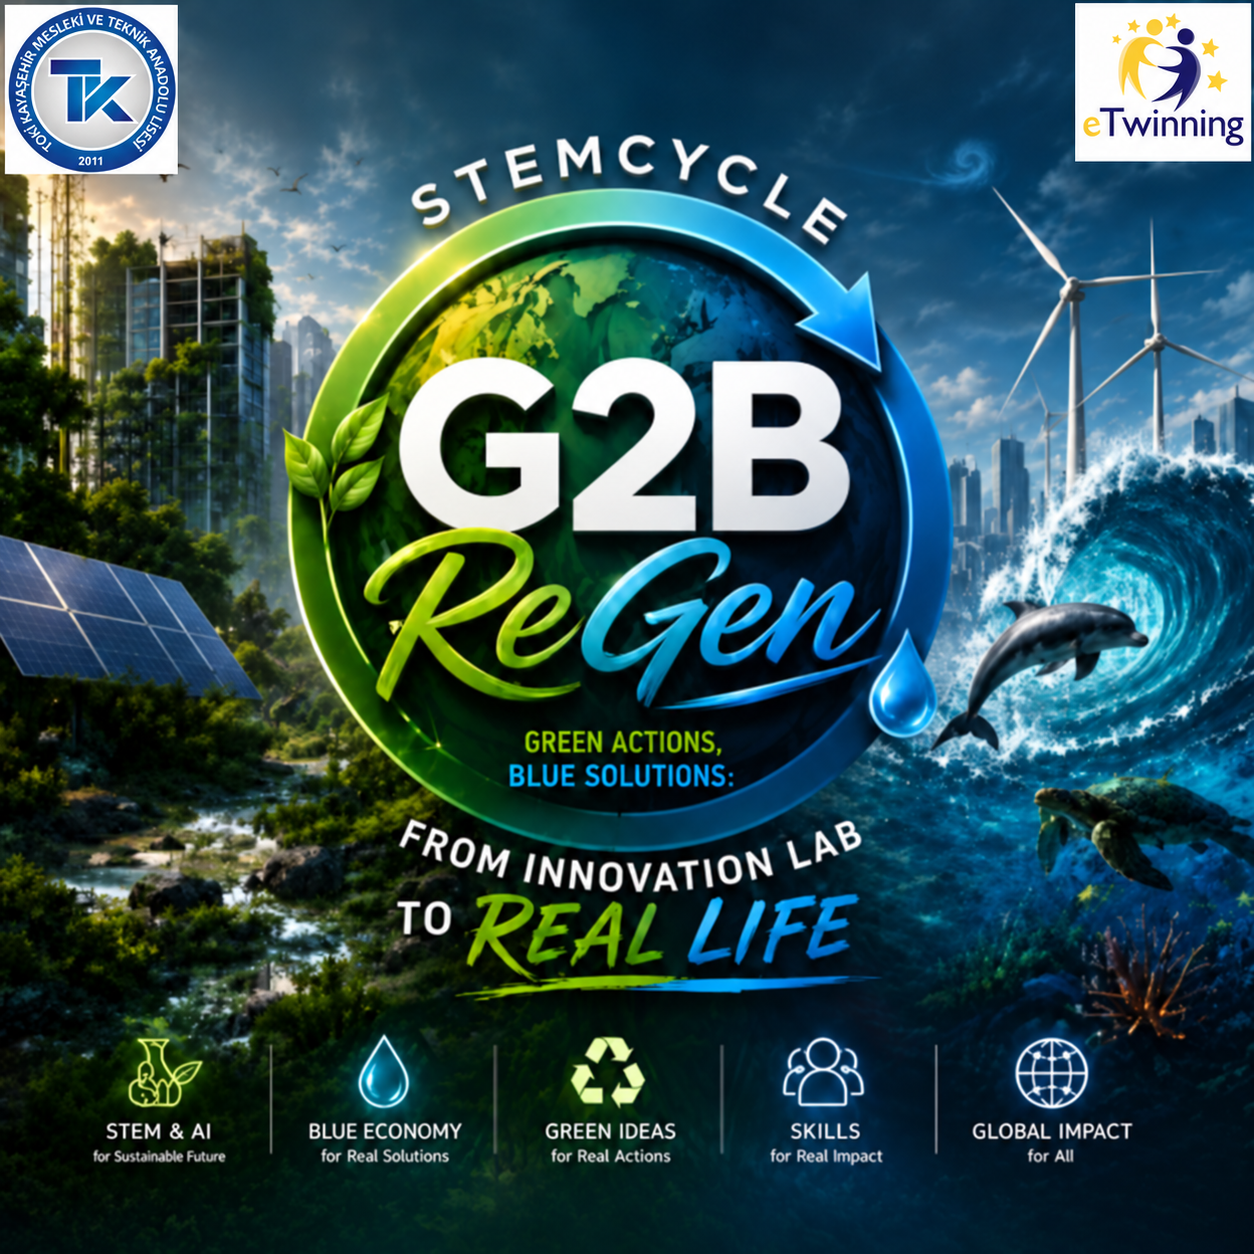 TOKİ KAYAŞEHİR MESLEKİ VE TEKNİK ANADOLU LİSESİ
TK
2011
eTwinning
STEMCYCLE
G2B
ReGen
GREEN ACTIONS,
BLUE SOLUTIONS:
FROM INNOVATION LAB
TO REAL LIFE
STEM & AI
for Sustainable Future
BLUE ECONOMY
for Real Solutions
GREEN IDEAS
for Real Actions
SKILLS
for Real Impact
GLOBAL IMPACT
for All